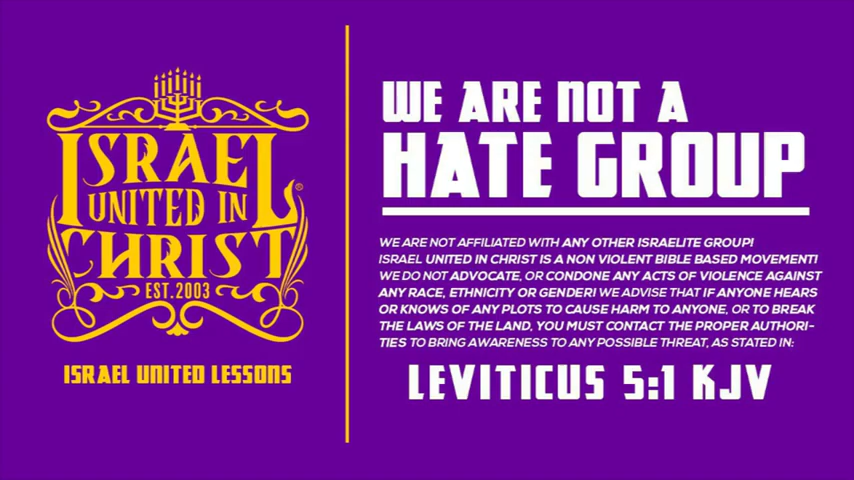 ISRAEL
UNITED IN
CHRIST®
EST. 2003
ISRAEL UNITED LESSONS
WE ARE NOT A
HATE GROUP
WE ARE NOT AFFILIATED WITH ANY OTHER ISRAELITE GROUP!
ISRAEL UNITED IN CHRIST IS A NON VIOLENT BIBLE BASED MOVEMENT!
WE DO NOT ADVOCATE, OR CONDONE ANY ACTS OF VIOLENCE AGAINST
ANY RACE, ETHNICITY OR GENDER! WE ADVISE THAT IF ANYONE HEARS
OR KNOWS OF ANY PLOTS TO CAUSE HARM TO ANYONE, OR TO BREAK
THE LAWS OF THE LAND, YOU MUST CONTACT THE PROPER AUTHORI-
TIES TO BRING AWARENESS TO ANY POSSIBLE THREAT, AS STATED IN:
LEVITICUS 5:1 KJV